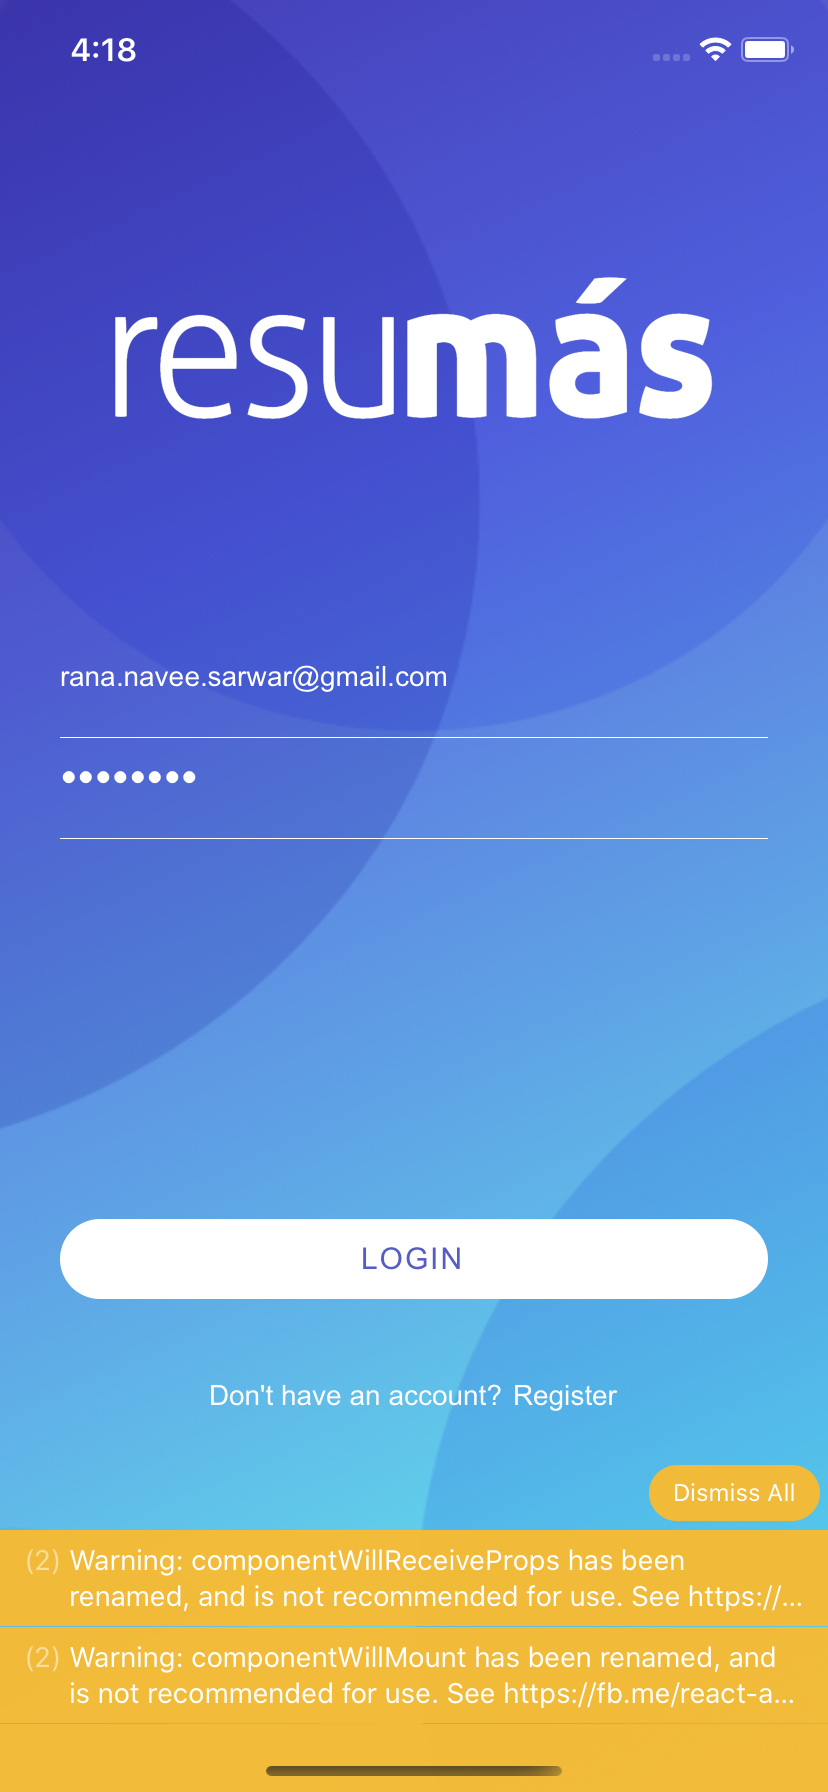 4:18
resumás
rana.navee.sarwar@gmail.com
••••••••
LOGIN
Don't have an account? Register
Dismiss All
(2) Warning: componentWillReceiveProps has been
renamed, and is not recommended for use. See https://...
(2) Warning: componentWillMount has been renamed, and
is not recommended for use. See https://fb.me/react-a...